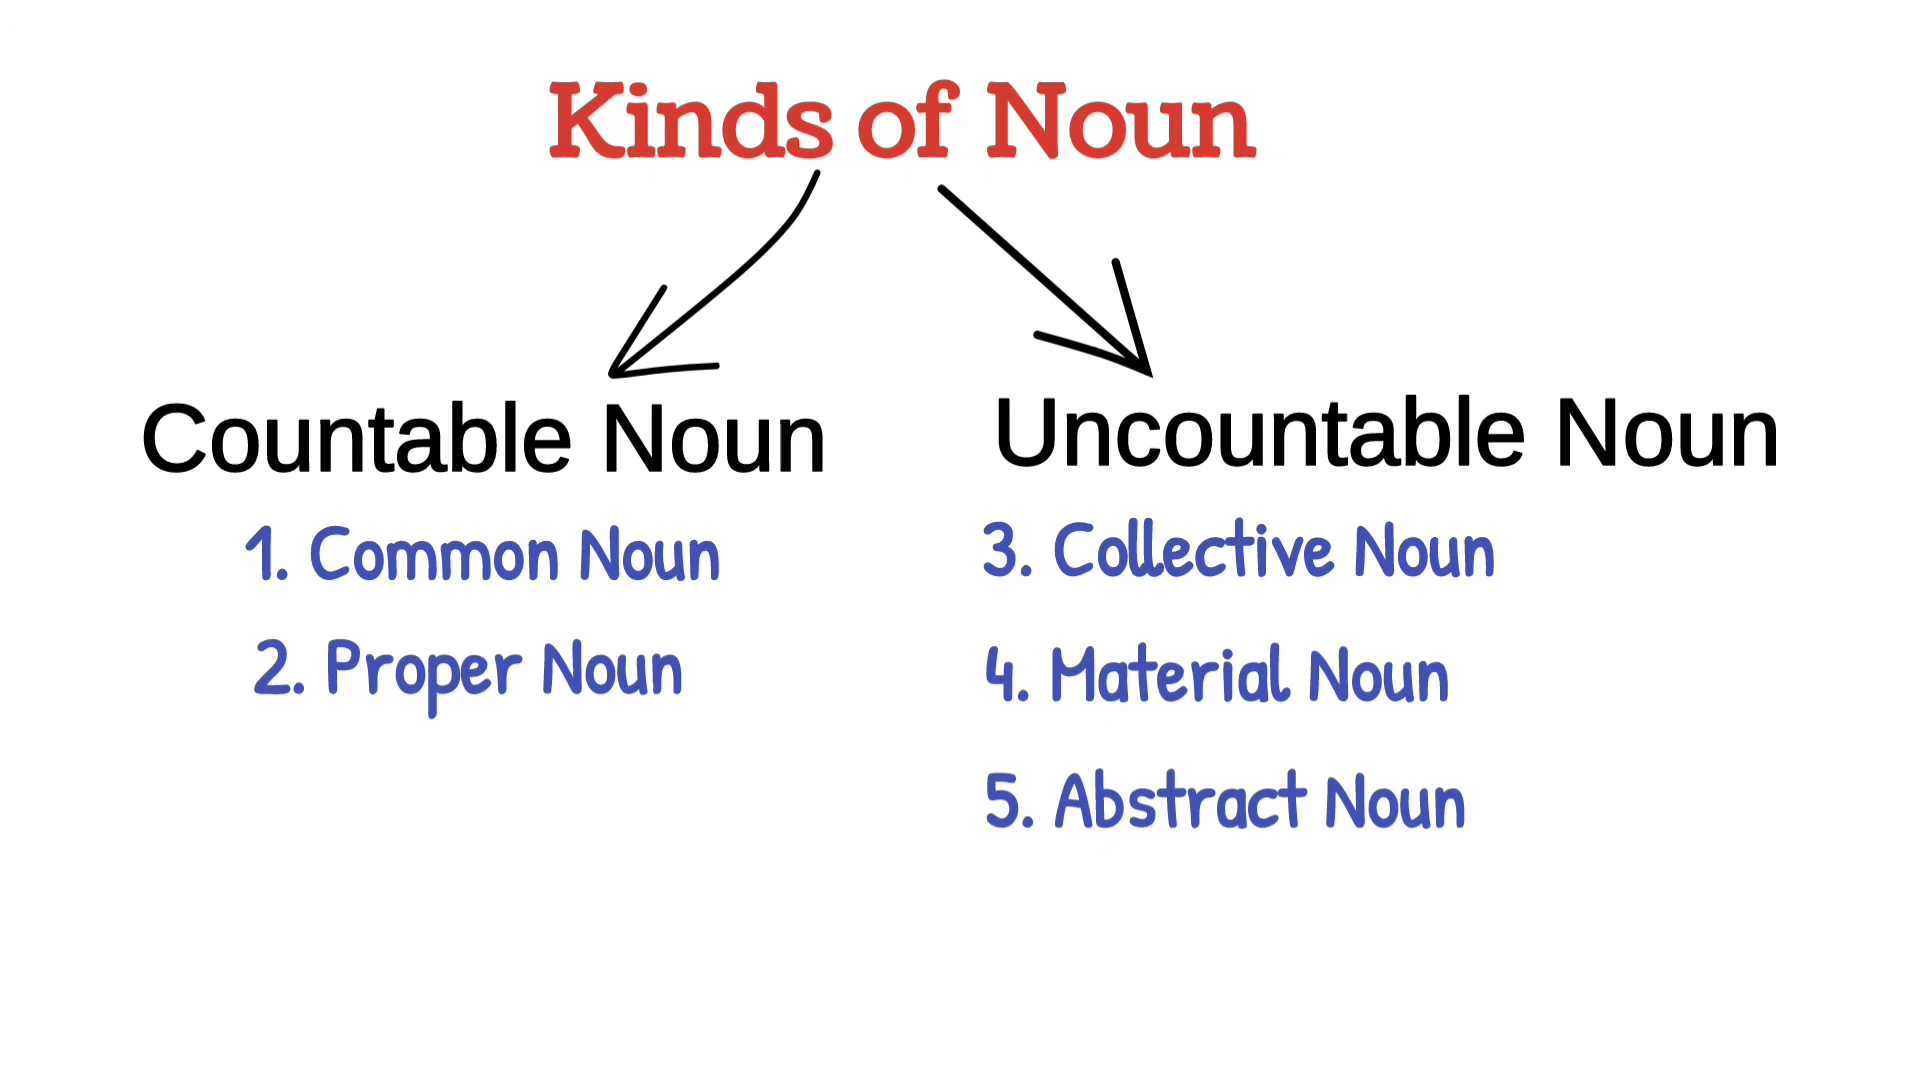 Kinds of Noun
Countable Noun
1. Common Noun
2. Proper Noun
Uncountable Noun
3. Collective Noun
4. Material Noun
5. Abstract Noun